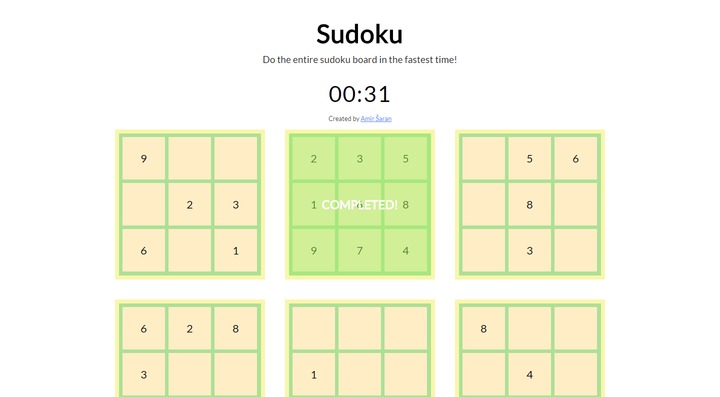 Sudoku
Do the entire sudoku board in the fastest time!
00:31
Created by Amir Šaran
9 2 3 5 5 6
2 3 1 COMPLETED! 8 8
6 1 9 7 4 3
6 2 8 8
3 1 4